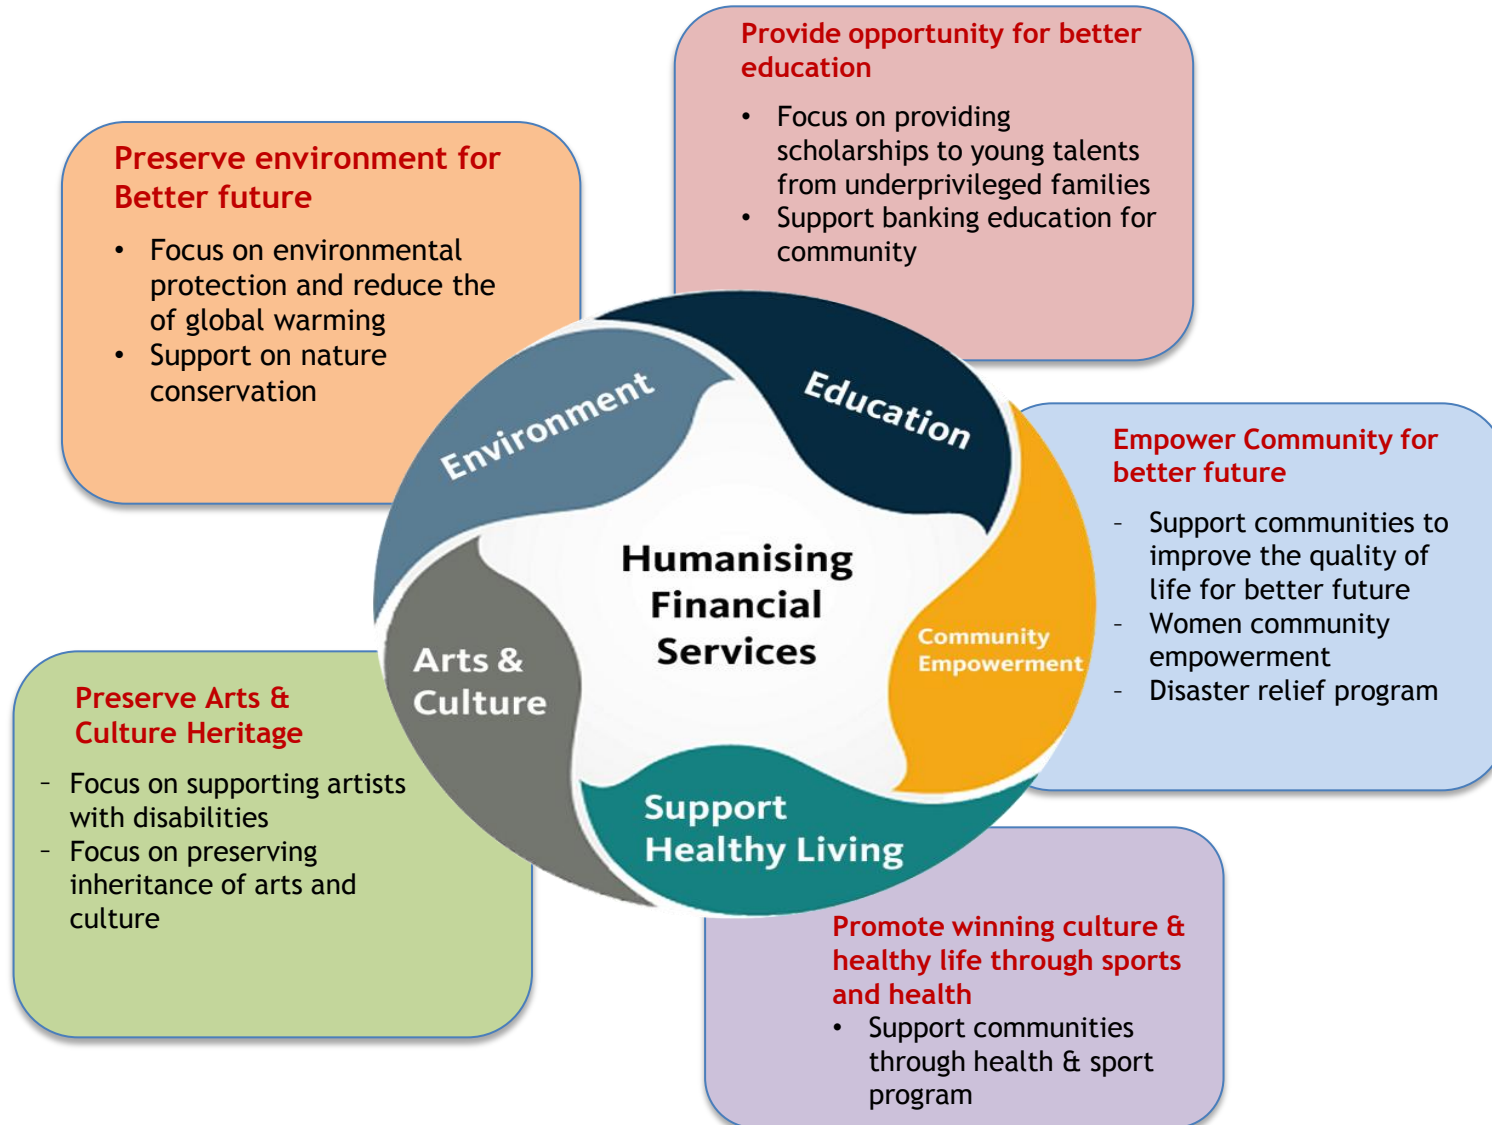 Provide opportunity for better
education
• Focus on providing
scholarships to young talents
from underprivileged families
• Support banking education for
community
Preserve environment for
Better future
• Focus on environmental
protection and reduce the
of global warming
• Support on nature
conservation
Environment
Education
Empower Community for
better future
- Support communities to
improve the quality of
life for better future
- Women community
empowerment
- Disaster relief program
Humanising
Financial
Services
Community
Empowerment
Arts &
Culture
Preserve Arts &
Culture Heritage
- Focus on supporting artists
with disabilities
- Focus on preserving
inheritance of arts and
culture
Support
Healthy Living
Promote winning culture &
healthy life through sports
and health
• Support communities
through health & sport
program